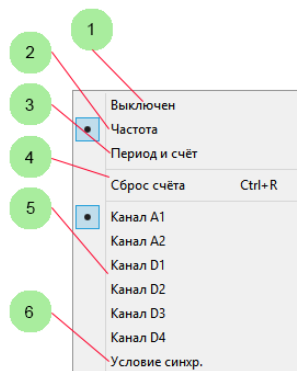 1
2
3
4
5
6
Выключен
Частота
Период и счёт
Сброс счёта Ctrl+R
Канал A1
Канал A2
Канал D1
Канал D2
Канал D3
Канал D4
Условие синхр.